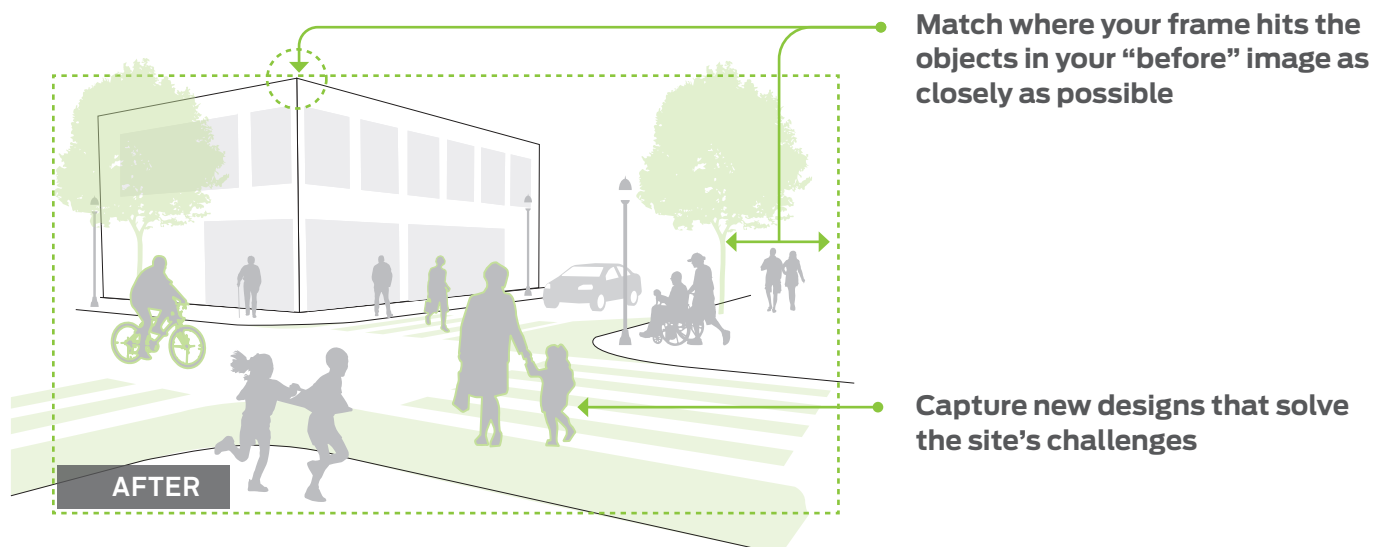 Match where your frame hits the
objects in your “before” image as
closely as possible
Capture new designs that solve
the site’s challenges
AFTER